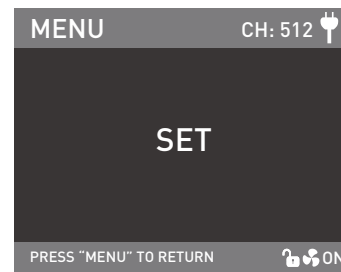 MENU CH: 512
SET
PRESS “MENU” TO RETURN ON